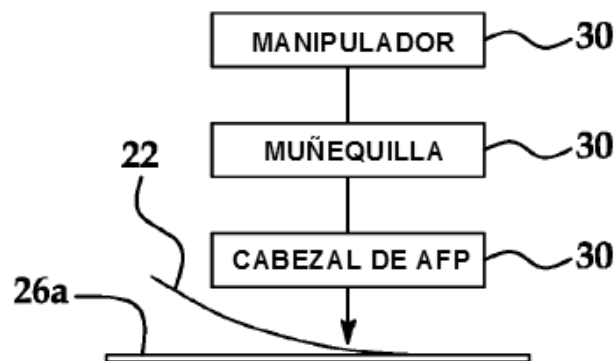 MANIPULADOR 30
MUÑEQUILLA 30
22
CABEZAL DE AFP 30
26a